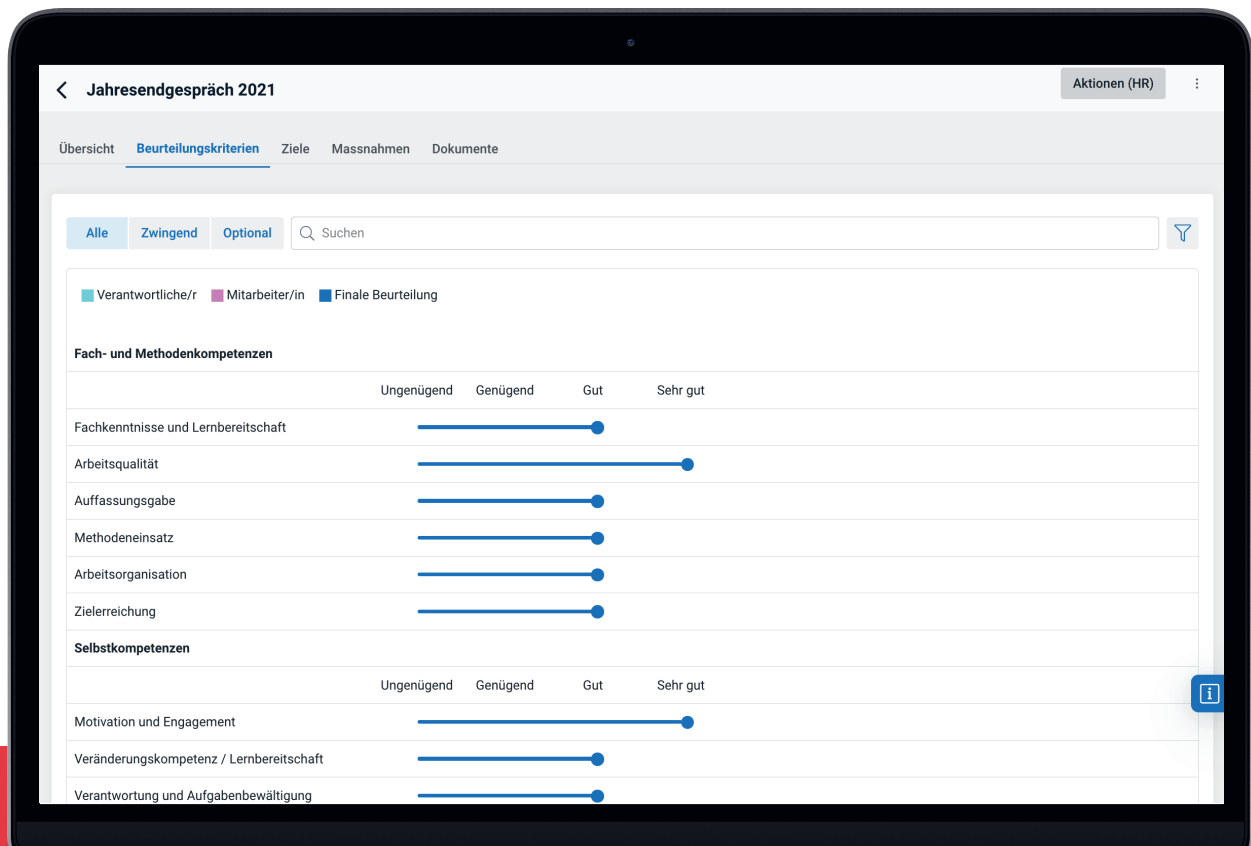 Jahresendgespräch 2021
Aktionen (HR)
Übersicht Beurteilungskriterien Ziele Massnahmen Dokumente
Alle Zwingend Optional Suchen
Verantwortliche/r Mitarbeiter/in Finale Beurteilung
Fach- und Methodenkompetenzen
Ungenügend Genügend Gut Sehr gut
Fachkenntnisse und Lernbereitschaft
Arbeitsqualität
Auffassungsgabe
Methodeneinsatz
Arbeitsorganisation
Zielerreichung
Selbstkompetenzen
Ungenügend Genügend Gut Sehr gut
Motivation und Engagement
Veränderungskompetenz / Lernbereitschaft
Verantwortung und Aufgabenbewältigung